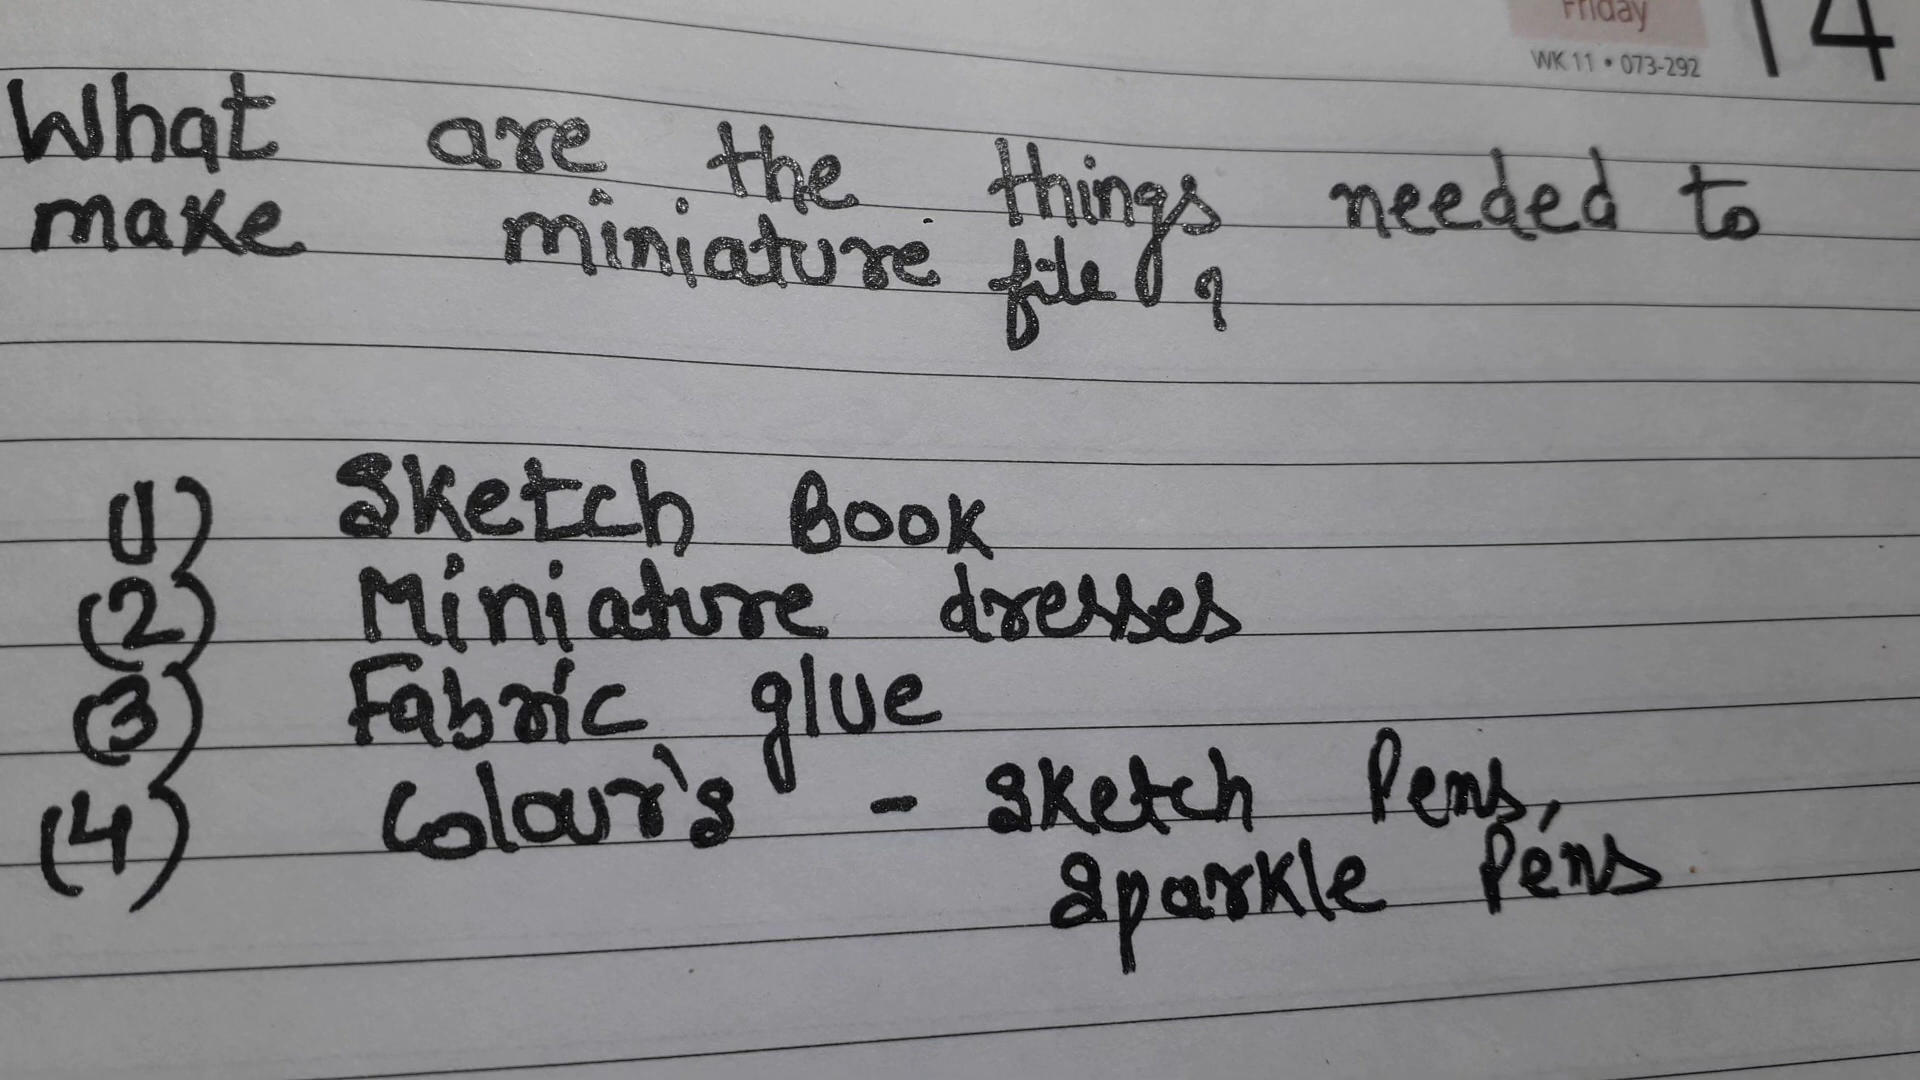 Friday
WK 11 • 073-292
14
What are the things needed to
make miniature file ?
1) Sketch Book
(2) Miniature dresses
(3) Fabric glue
(4) Colour's - Sketch Pens,
Sparkle Pens